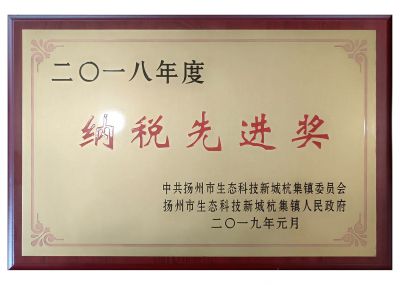 二〇一八年度
纳税先进奖
中共扬州市生态科技新城杭集镇委员会
扬州市生态科技新城杭集镇人民政府
二〇一九年元月